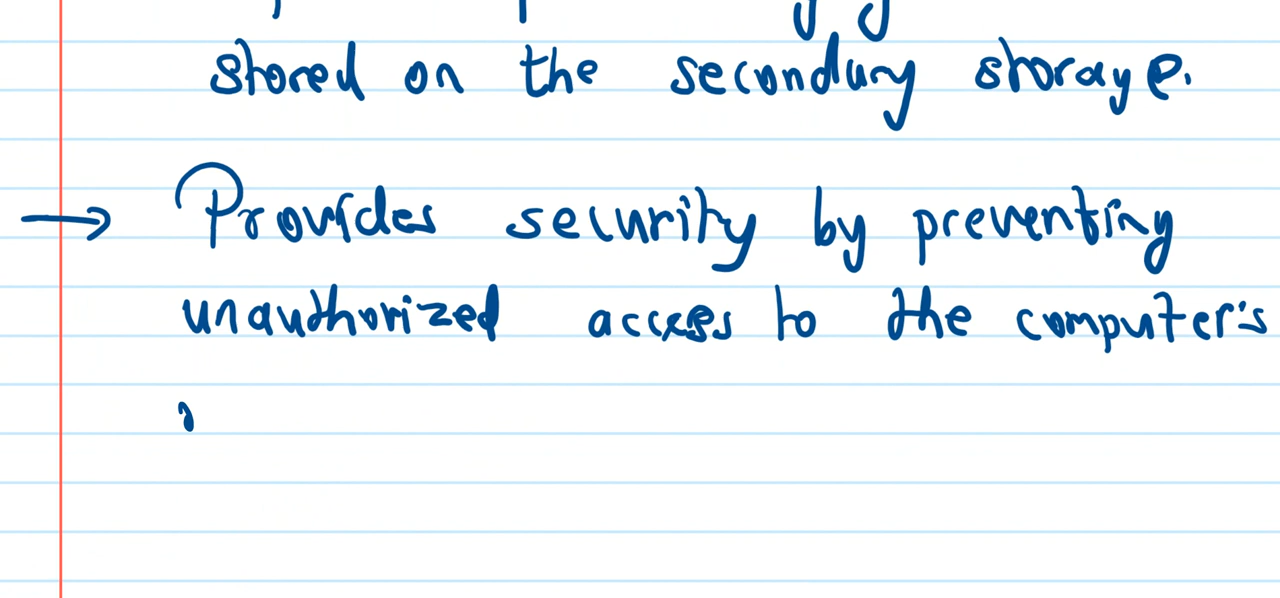 stored on the secondary storage.
→ Provides security by preventing
unauthorized access to the computer's